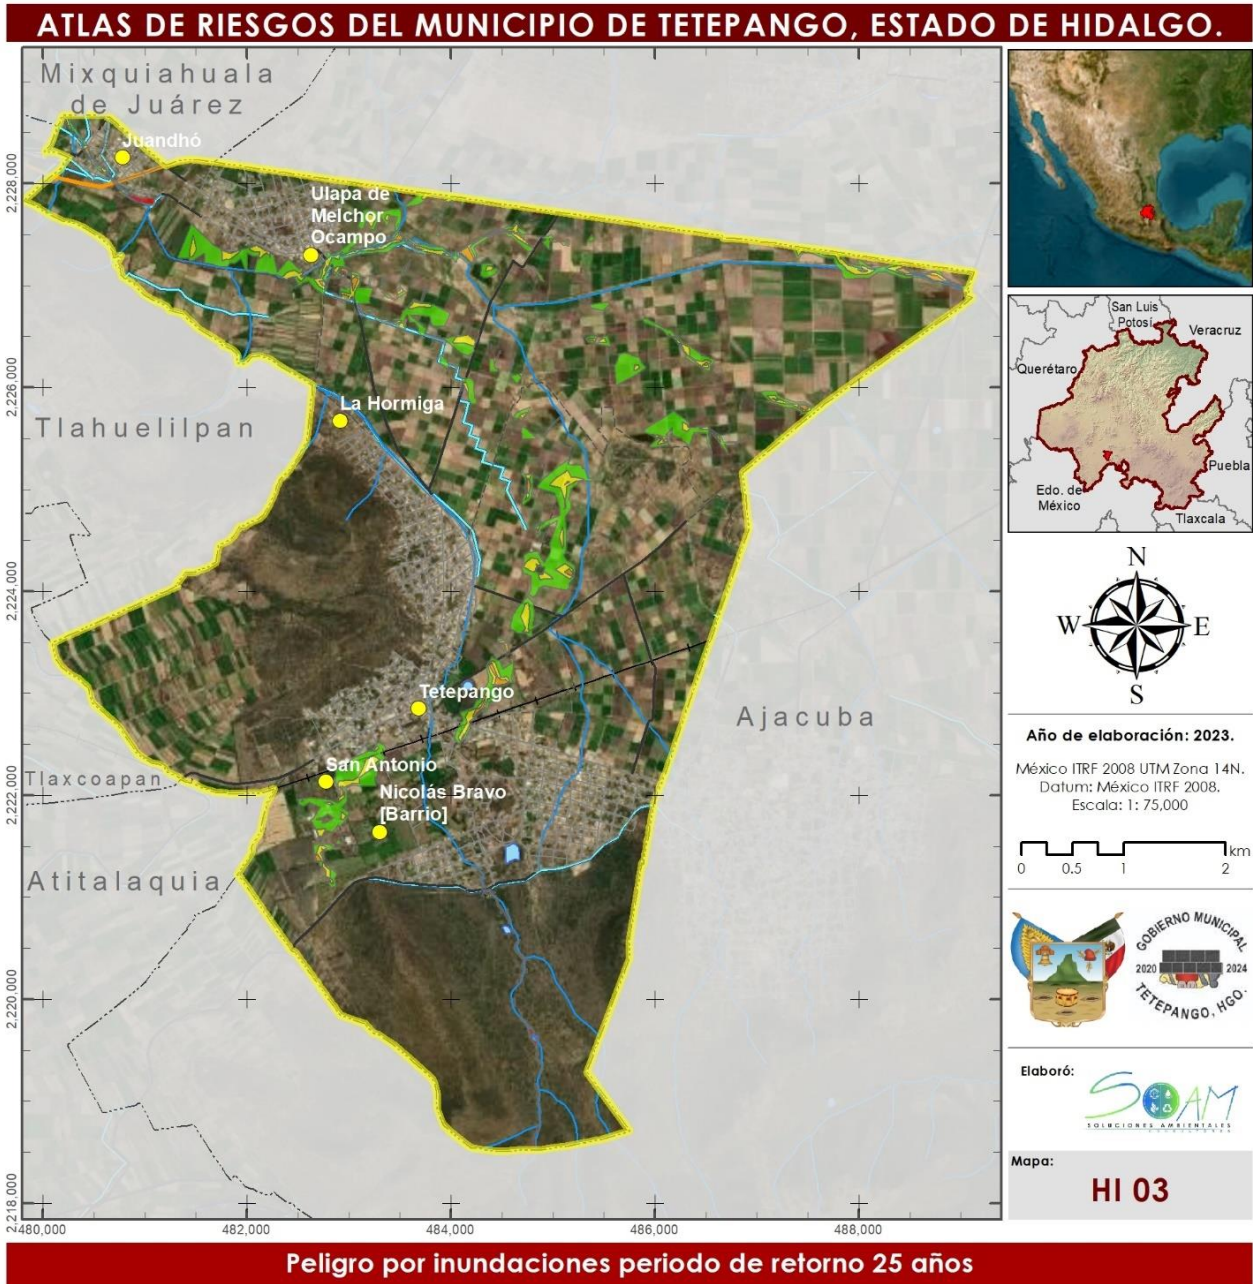 ATLAS DE RIESGOS DEL MUNICIPIO DE TETEPANGO, ESTADO DE HIDALGO.
Mixquiahuala
de Juárez
Juandhó
Ulapa de
Melchor
Ocampo
La Hormiga
Tlahuelilpan
Tetepango
Ajacuba
San Antonio
Tlaxcoapan
Nicolás Bravo
[Barrio]
Atitalaquia
2,228,000
2,226,000
2,224,000
2,222,000
2,220,000
2,218,000
480,000
482,000
484,000
486,000
488,000
San Luis
Potosí
Veracruz
Querétaro
Puebla
Edo. de
México
Tlaxcala
N
W
E
S
Año de elaboración: 2023.
México ITRF 2008 UTM Zona 14N.
Datum: México ITRF 2008.
Escala: 1: 75,000
km
0 0.5 1 2
GOBIERNO MUNICIPAL
2020 2024
TETEPANGO, HGO.
Elaboró:
SOAM
SOLUCIONES AMBIENTALES
Mapa:
HI 03
Peligro por inundaciones periodo de retorno 25 años